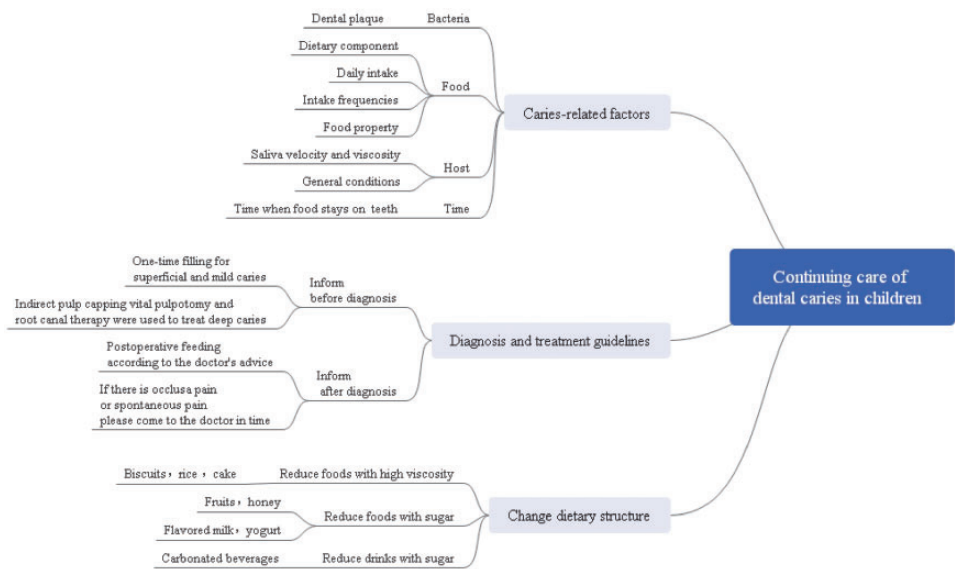 Dental plaque
Bacteria
Dietary component
Daily intake
Intake frequencies
Food property
Food
Saliva velocity and viscosity
General conditions
Host
Time when food stays on teeth
Time
Caries-related factors
One-time filling for
superficial and mild caries
Indirect pulp capping vital pulpotomy and
root canal therapy were used to treat deep caries
Inform
before diagnosis
Postoperative feeding
according to the doctor's advice
If there is occlusa pain
or spontaneous pain
please come to the doctor in time
Inform
after diagnosis
Diagnosis and treatment guidelines
Biscuits，rice ，cake
Reduce foods with high viscosity
Fruits，honey
Flavored milk，yogurt
Reduce foods with sugar
Carbonated beverages
Reduce drinks with sugar
Change dietary structure
Continuing care of
dental caries in children